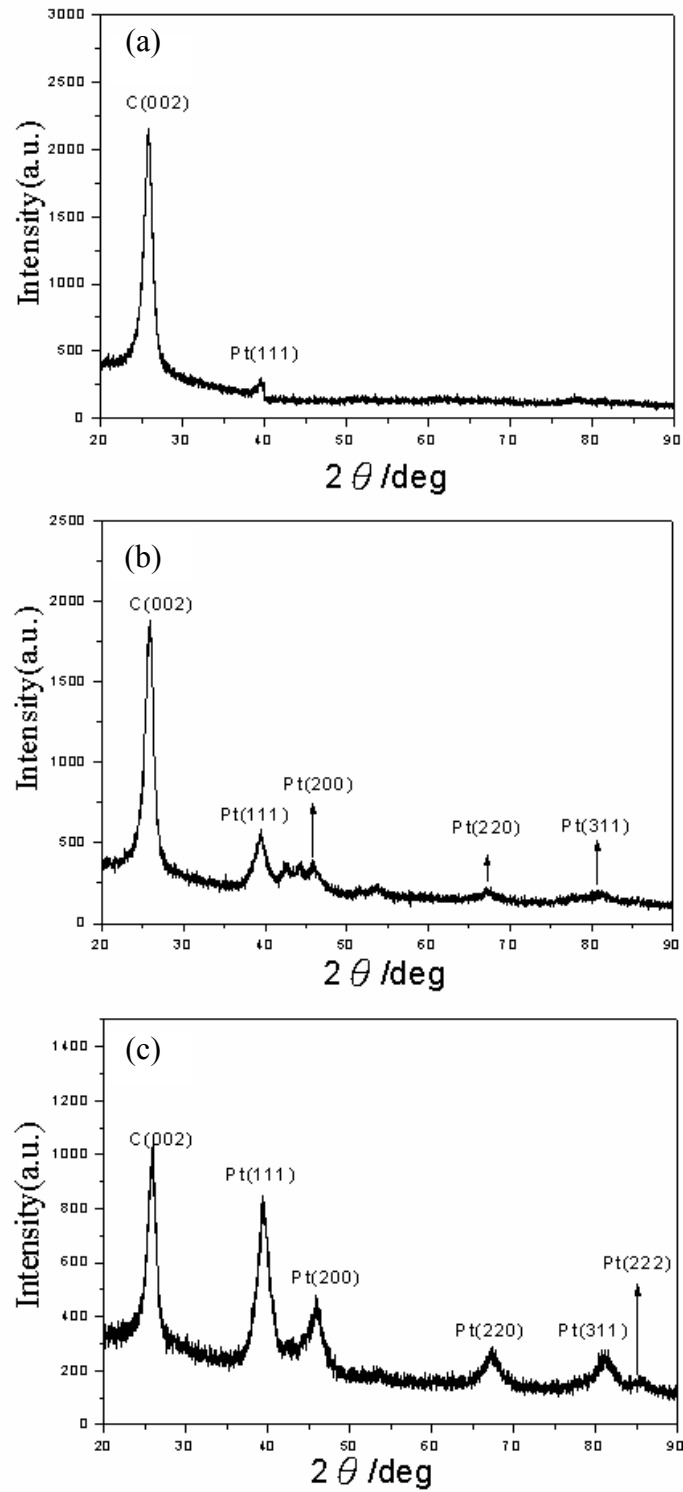 (a)
3000
C(002)
2500
2000
1500
1000
Pt(111)
500
0
20 30 40 50 60 70 80 90
Intensity(a.u.)
2 θ /deg
(b)
2500
C(002)
2000
1500
1000
Pt(200)
Pt(111)
Pt(220)
Pt(311)
500
0
20 30 40 50 60 70 80 90
Intensity(a.u.)
2 θ /deg
(c)
1400
1200
C(002)
1000
Pt(111)
800
Pt(200)
Pt(222)
600
Pt(220)
Pt(311)
400
200
0
20 30 40 50 60 70 80 90
Intensity(a.u.)
2 θ /deg